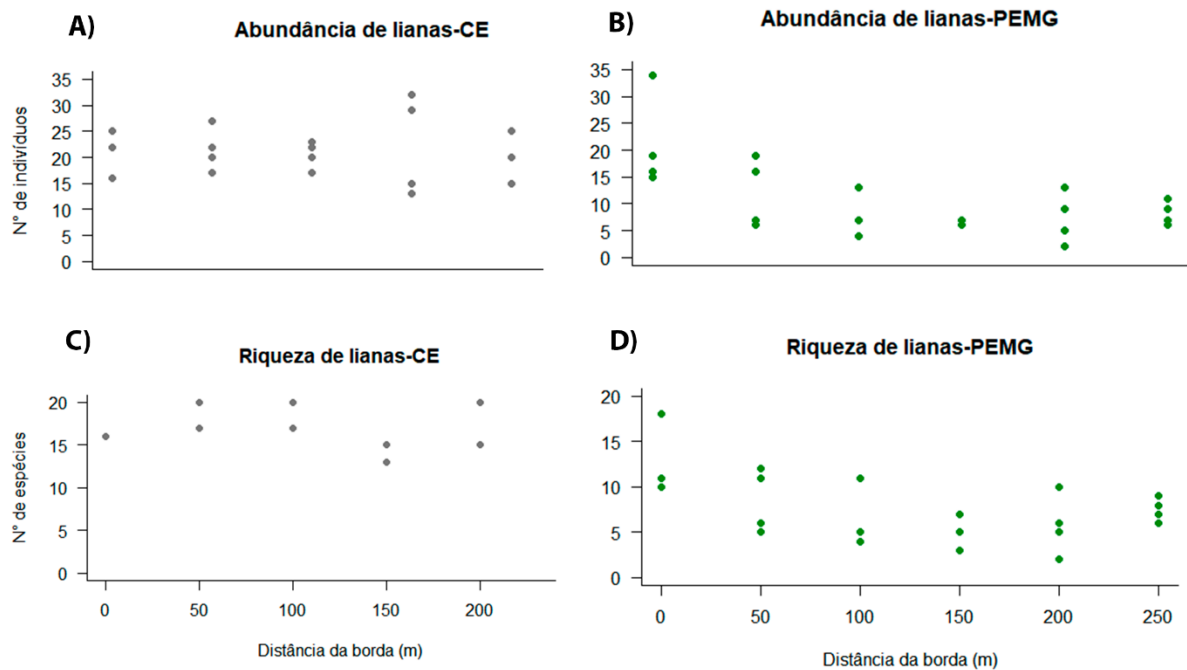 A)
Abundância de lianas-CE
N° de indivíduos
35
30
25
20
15
10
5
0
B)
Abundância de lianas-PEMG
35
30
25
20
15
10
5
0
C)
Riqueza de lianas-CE
N° de espécies
20
15
10
5
0
0 50 100 150 200
Distância da borda (m)
D)
Riqueza de lianas-PEMG
20
15
10
5
0
0 50 100 150 200 250
Distância da borda (m)